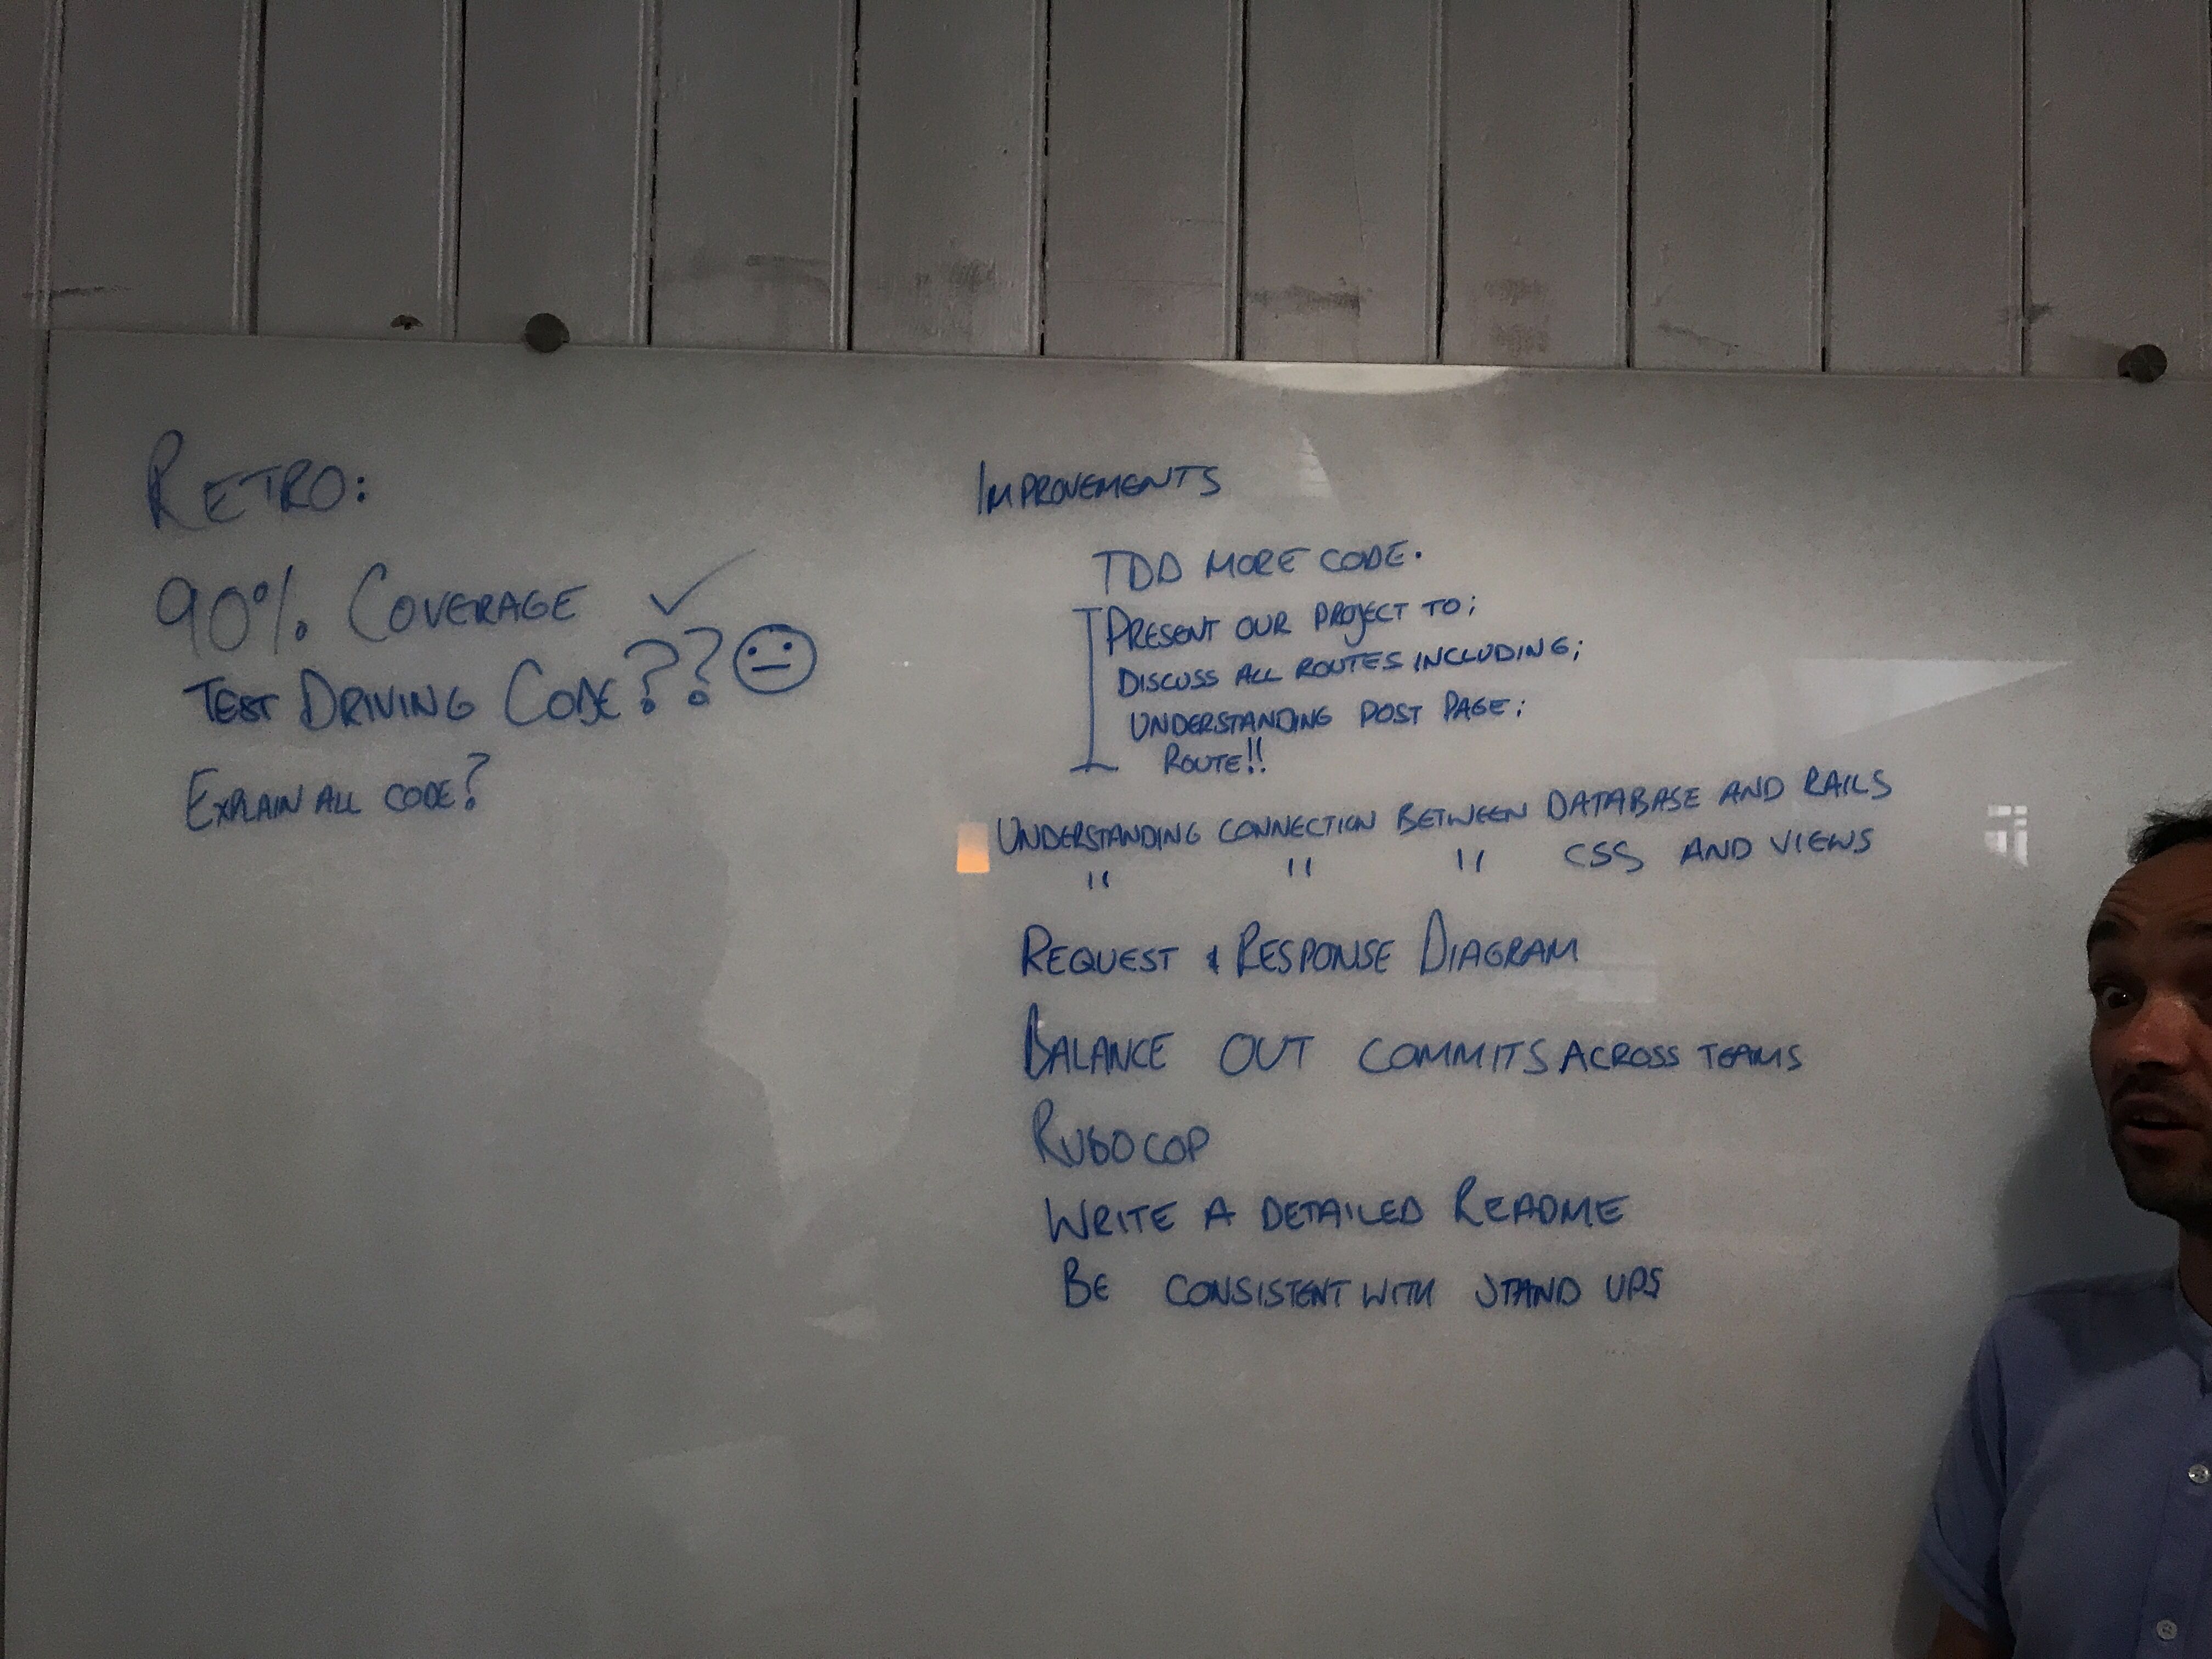 RETRO:
90% COVERAGE ✓
TEST DRIVING CODE??
EXPLAIN ALL CODE?
IMPROVEMENTS
TDD MORE CODE.
PRESENT OUR PROJECT TO;
DISCUSS ALL ROUTES INCLUDING;
UNDERSTANDING POST PAGE;
ROUTE!!
UNDERSTANDING CONNECTION BETWEEN DATABASE AND RAILS
" " " CSS AND VIEWS
REQUEST & RESPONSE DIAGRAM
BALANCE OUT COMMITS ACROSS TEAMS
RUBOCOP
WRITE A DETAILED README
BE CONSISTENT WITH STAND UPS